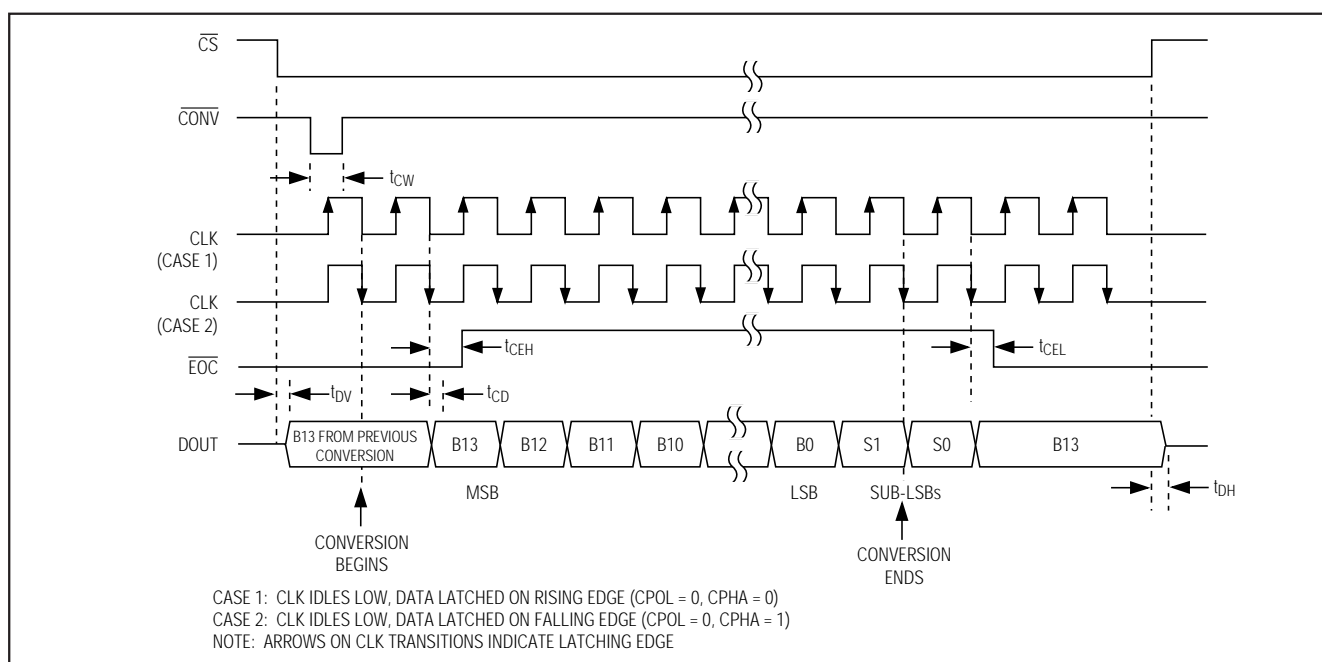 CS
CONV
tCW
CLK
(CASE 1)
CLK
(CASE 2)
tCEH
tCEL
EOC
tDV
tCD
DOUT
B13 FROM PREVIOUS
CONVERSION
B13
B12
B11
B10
B0
S1
S0
B13
MSB
LSB
SUB-LSBs
tDH
CONVERSION
BEGINS
CONVERSION
ENDS
CASE 1: CLK IDLES LOW, DATA LATCHED ON RISING EDGE (CPOL = 0, CPHA = 0)
CASE 2: CLK IDLES LOW, DATA LATCHED ON FALLING EDGE (CPOL = 0, CPHA = 1)
NOTE: ARROWS ON CLK TRANSITIONS INDICATE LATCHING EDGE